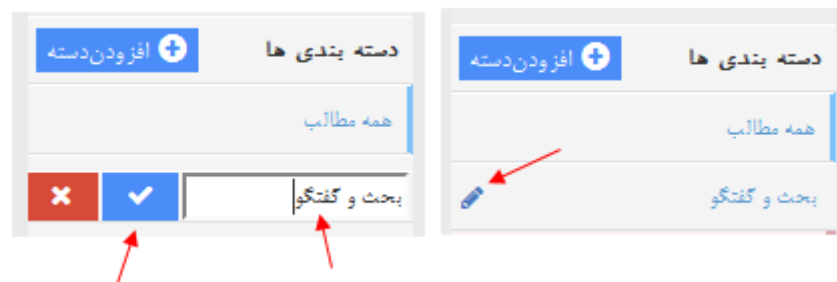 دسته بندی ها
افزودن‌دسته
همه مطالب
بحث و گفتگو
دسته بندی ها
افزودن‌دسته
همه مطالب
بحث و گفتگو